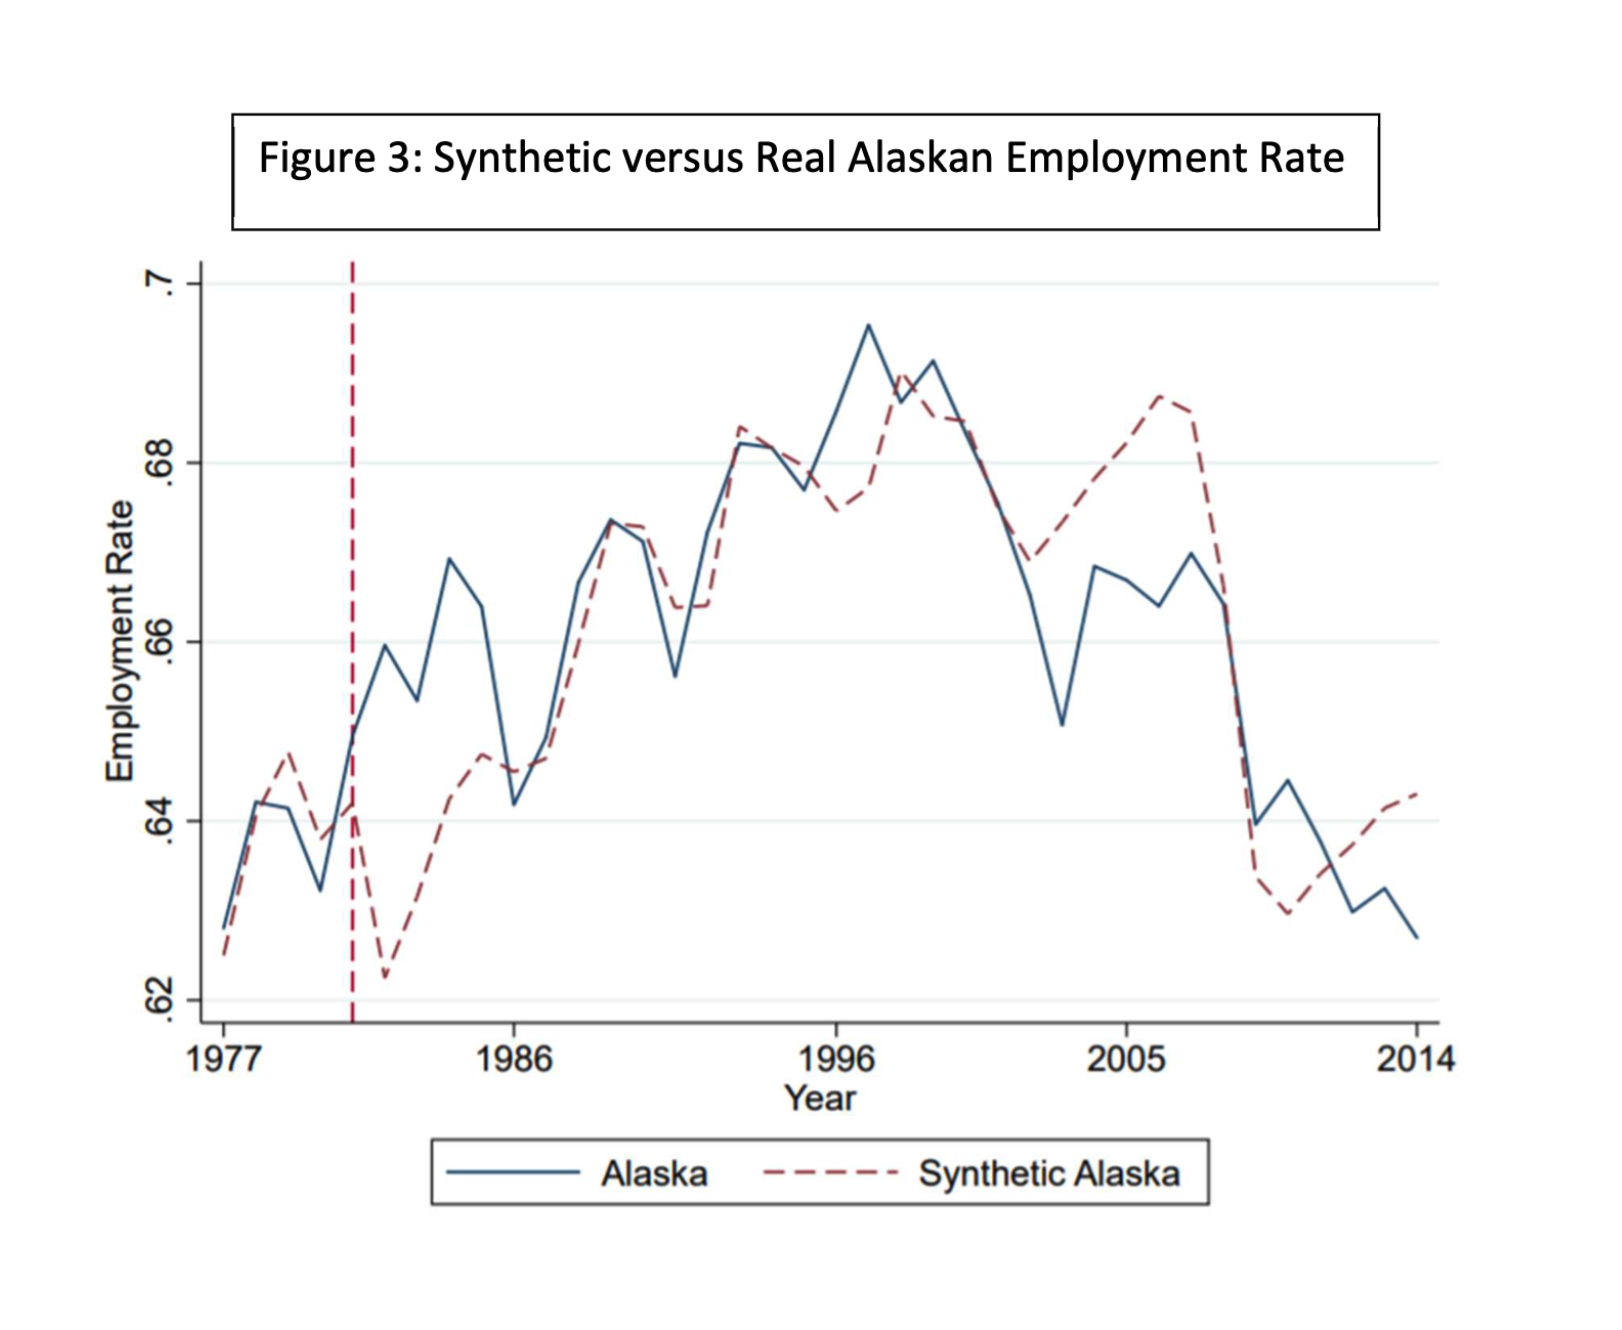 Figure 3: Synthetic versus Real Alaskan Employment Rate
.7
.68
.66
.64
.62
Employment Rate
1977 1986 1996 2005 2014
Year
Alaska Synthetic Alaska